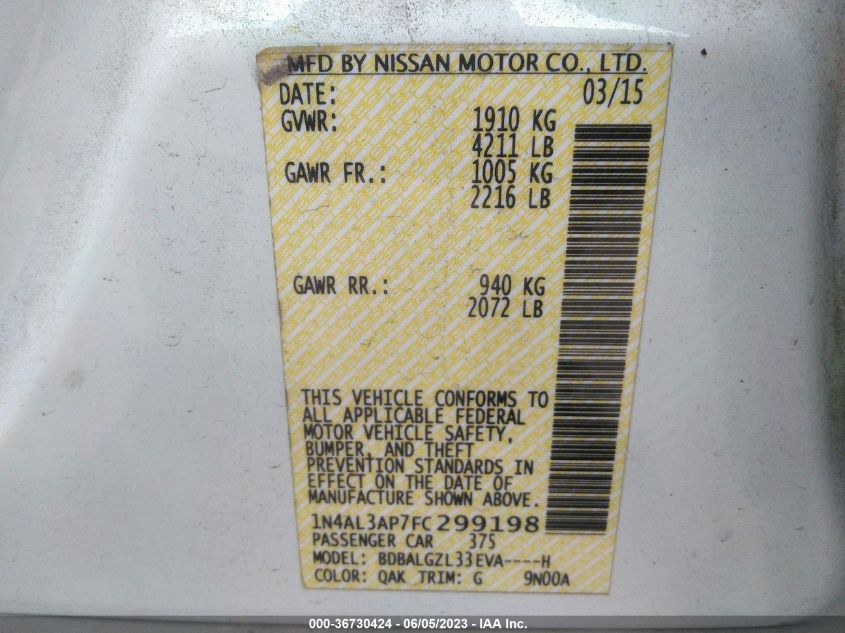 MFD BY NISSAN MOTOR CO., LTD.
DATE: 03/15
GVWR: 1910 KG
4211 LB
GAWR FR.: 1005 KG
2216 LB
GAWR RR.: 940 KG
2072 LB
THIS VEHICLE CONFORMS TO
ALL APPLICABLE FEDERAL
MOTOR VEHICLE SAFETY,
BUMPER, AND THEFT
PREVENTION STANDARDS IN
EFFECT ON THE DATE OF
MANUFACTURE SHOWN ABOVE.
1N4AL3AP7FC299198
PASSENGER CAR 375
MODEL: BDBALGZL33EVA----H
COLOR: QAK TRIM: G 9N00A
000-36730424 - 06/05/2023 - IAA Inc.